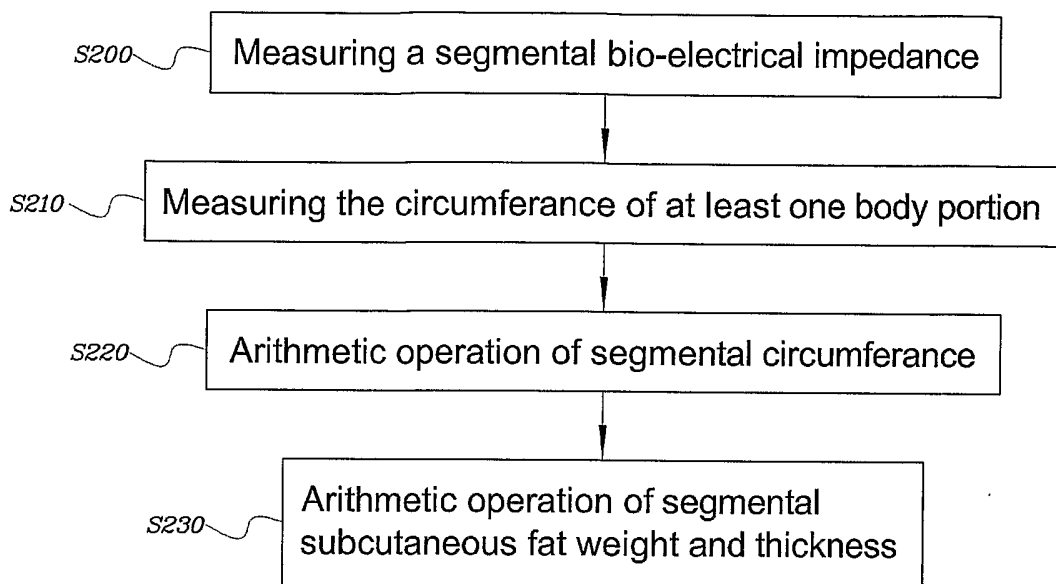 S200 Measuring a segmental bio-electrical impedance
S210 Measuring the circumferance of at least one body portion
S220 Arithmetic operation of segmental circumferance
S230 Arithmetic operation of segmental
subcutaneous fat weight and thickness